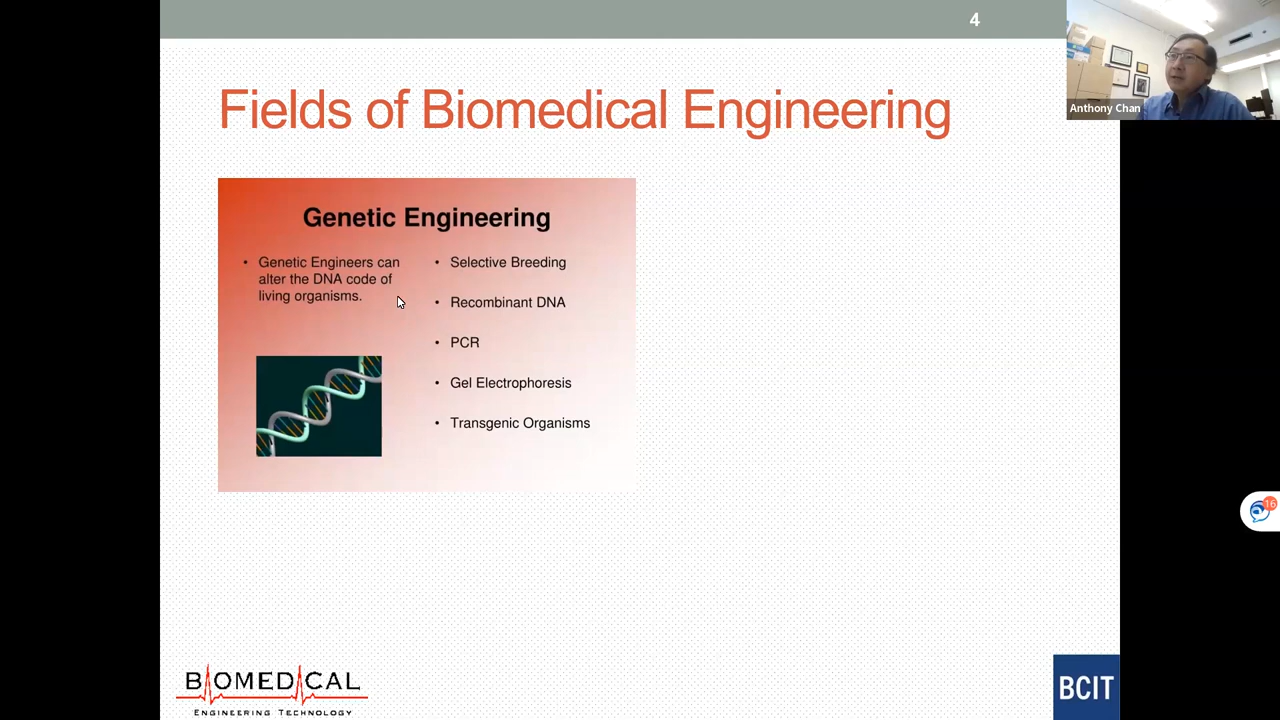 4
Anthony Chan
Fields of Biomedical Engineering
Genetic Engineering
• Genetic Engineers can
alter the DNA code of
living organisms.
• Selective Breeding
• Recombinant DNA
• PCR
• Gel Electrophoresis
• Transgenic Organisms
16
BIOMEDICAL
ENGINEERING TECHNOLOGY
BCIT